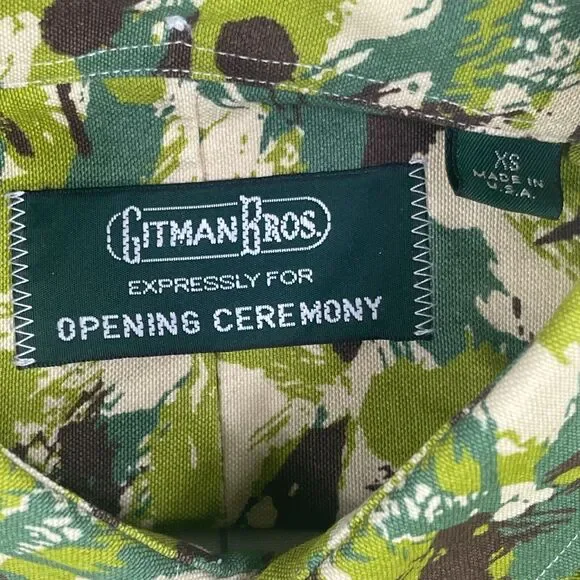 GITMAN BROS.
EXPRESSLY FOR
OPENING CEREMONY
XS
MADE IN
U.S.A.